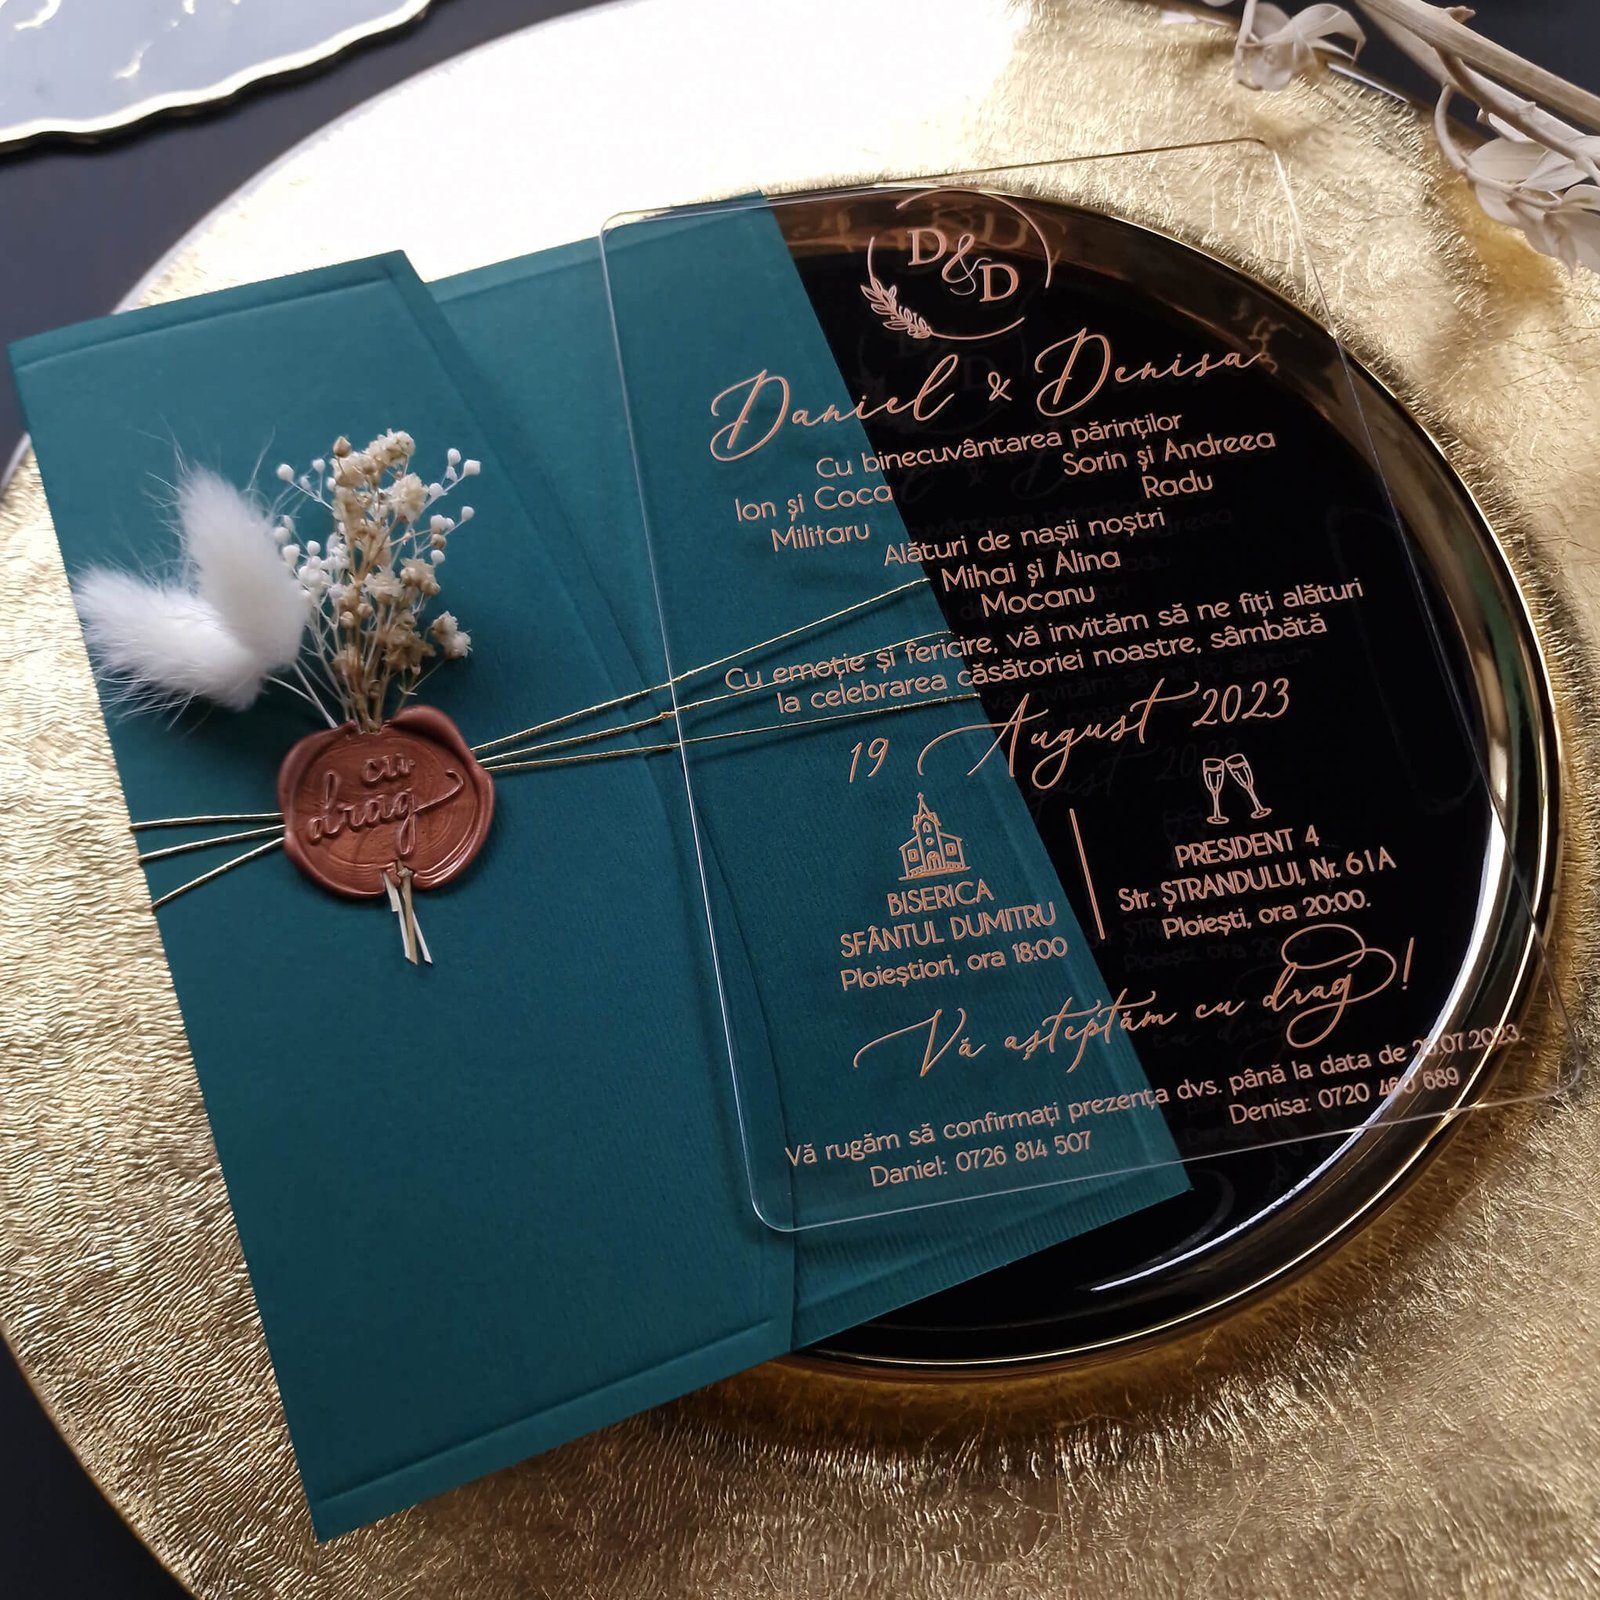 cu
drag
D&D
Daniel & Denisa
Cu binecuvântarea părinților
Ion și Coca
Militaru
Sorin și Andreea
Radu
Alături de nașii noștri
Mihai și Alina
Mocanu
Cu emoție și fericire, vă invităm să ne fiți alături
la celebrarea căsătoriei noastre, sâmbătă
19 August 2023
BISERICA
SFÂNTUL DUMITRU
Ploieștiori, ora 18:00
PRESIDENT 4
Str. ȘTRANDULUI, Nr. 61A
Ploiești, ora 20:00.
Vă așteptăm cu drag!
Vă rugăm să confirmați prezența dvs. până la data de
Daniel: 0726 814 507
Denisa: 0720 689